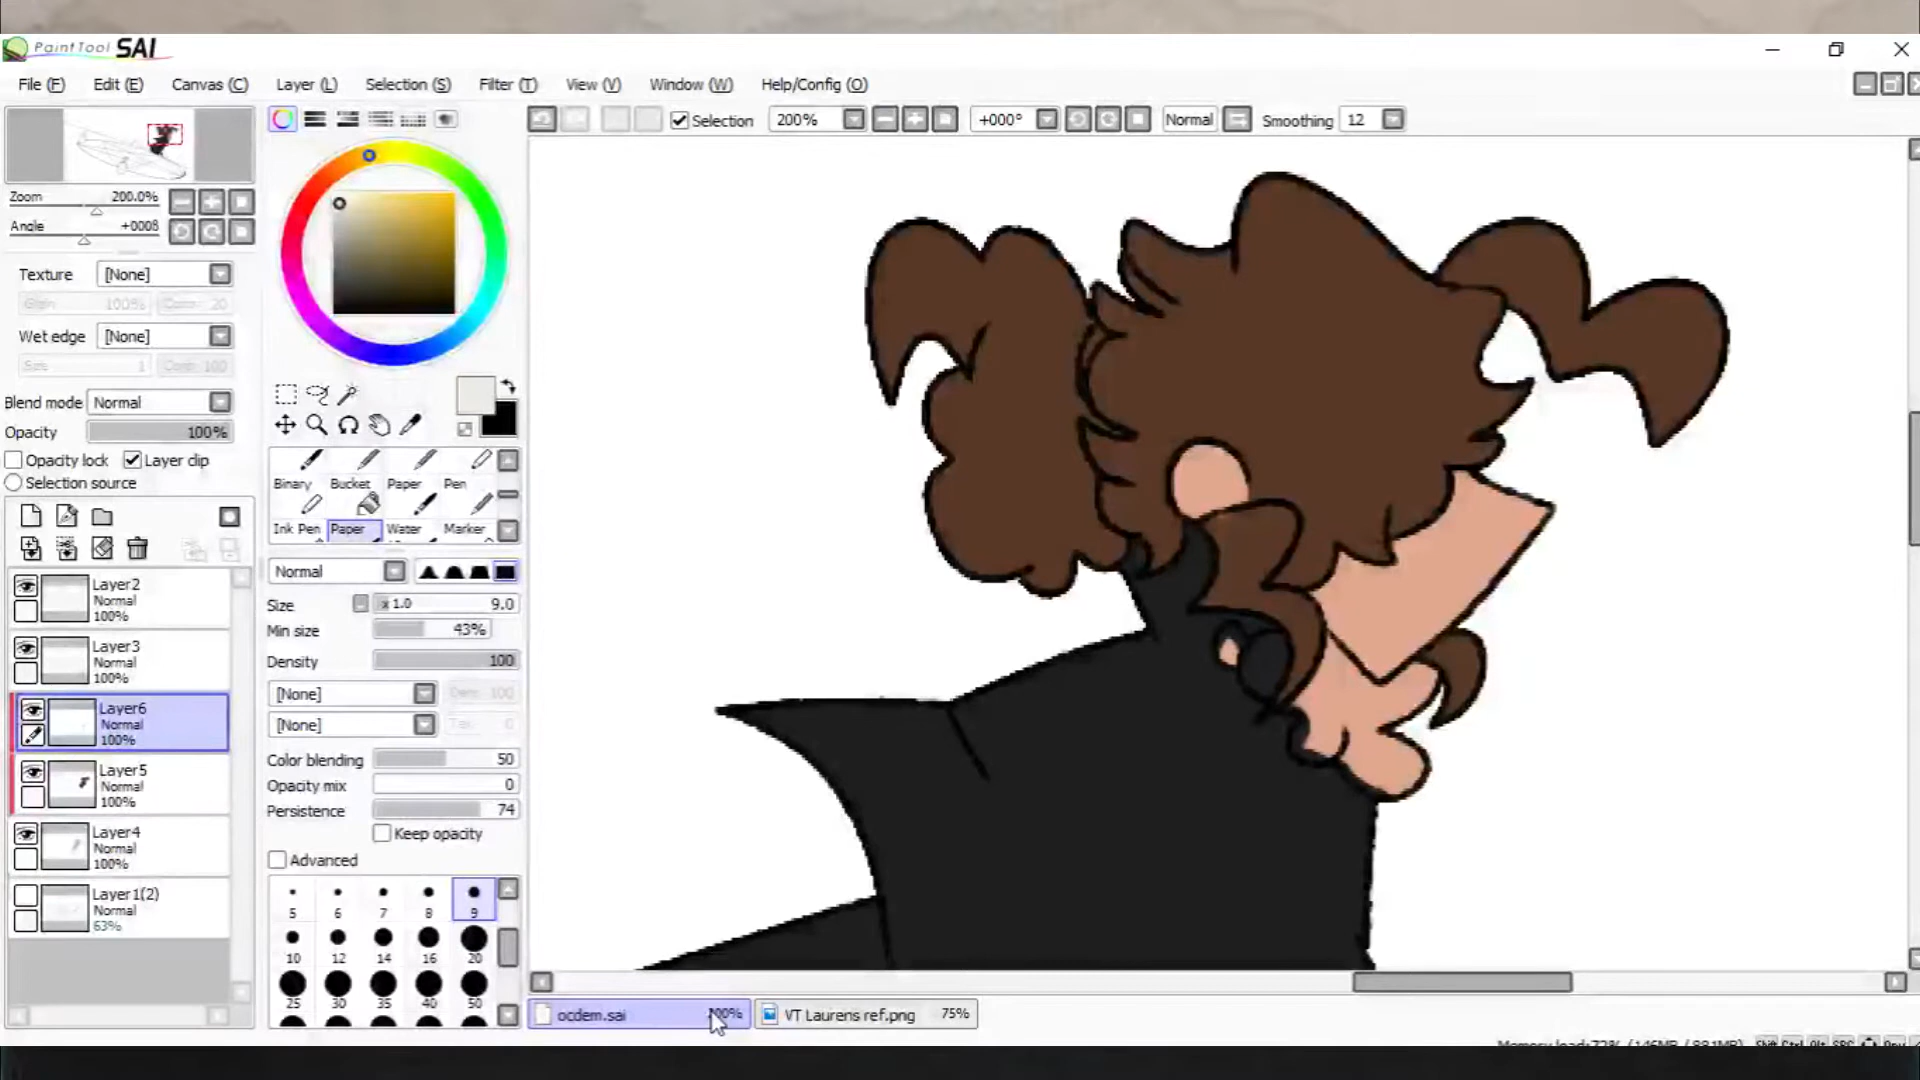 PaintTool SAI
File (F) Edit (E) Canvas (C) Layer (L) Selection (S) Filter (T) View (V) Window (W) Help/Config (O)
Selection 200% +000° Normal Smoothing 12
Zoom 200.0%
Angle +0008
Texture [None]
100% 20
Wet edge [None]
1 100
Blend mode Normal
Opacity 100%
Opacity lock Layer clip
Selection source
Layer2
Normal
100%
Layer3
Normal
100%
Layer6
Normal
100%
Layer5
Normal
100%
Layer4
Normal
100%
Layer1(2)
Normal
63%
Binary Bucket Paper Pen
Ink Pen Paper Water Marker
Normal
Size x 1.0 9.0
Min size 43%
Density 100
[None]
[None]
Color blending 50
Opacity mix 0
Persistence 74
Keep opacity
Advanced
5 6 7 8 9
10 12 14 16 20
25 30 35 40 50
ocdem.sai VT Laurens ref.png 75%